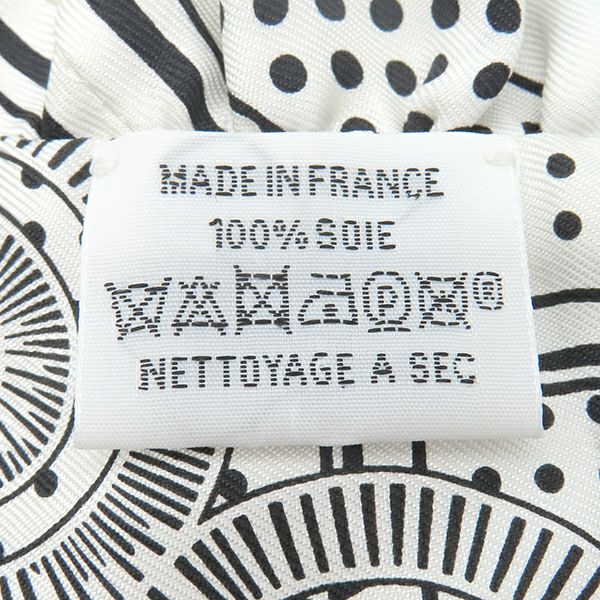 MADE IN FRANCE
100% SOIE
P ®
NETTOYAGE A SEC